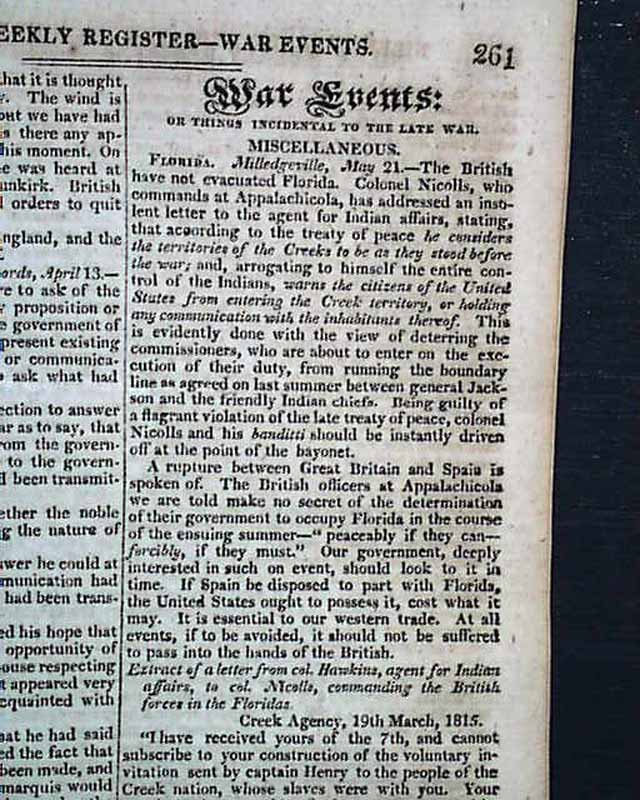 EEKLY REGISTER—WAR EVENTS.
261
hat it is thought
The wind is
out we have had
s there any ap-
his moment. On
e was heard at
unkirk. British
orders to quit
ngland, and the
ords, April 13.—
re to ask of the
proposition or
e government of
present existing
or communica-
ask what had
ection to answer
ar as to say, that
rom the govern-
to the govern-
d been transmit-
ether the noble
g the nature of
wer he could at
munication had
had been trans-
ed his hope that
opportunity of
ouse respecting
t appeared very
cquainted with
at he had said
ed the fact that
been made, and
marquis would
War Events:
OR THINGS INCIDENTAL TO THE LATE WAR.
MISCELLANEOUS.
FLORIDA. Milledgeville, May 21.—The British
have not evacuated Florida. Colonel Nicolls, who
commands at Appalachicola, has addressed an inso-
lent letter to the agent for Indian affairs, stating,
that according to the treaty of peace he considers
the territories of the Creeks to be as they stood before
the war; and, arrogating to himself the entire con-
trol of the Indians, warns the citizens of the United
States from entering the Creek territory, or holding
any communication with the inhabitants thereof. This
is evidently done with the view of deterring the
commissioners, who are about to enter on the exe-
cution of their duty, from running the boundary
line as agreed on last summer between general Jack-
son and the friendly Indian chiefs. Being guilty of
a flagrant violation of the late treaty of peace, colonel
Nicolls and his banditti should be instantly driven
off at the point of the bayonet.
A rupture between Great Britain and Spain is
spoken of. The British officers at Appalachicola
we are told make no secret of the determination
of their government to occupy Florida in the course
of the ensuing summer—"peaceably if they can—
forcibly, if they must." Our government, deeply
interested in such on event, should look to it in
time. If Spain be disposed to part with Florida,
the United States ought to possess it, cost what it
may. It is essential to our western trade. At all
events, if to be avoided, it should not be suffered
to pass into the hands of the British.
Extract of a letter from col. Hawkins, agent for Indian
affairs, to col. Nicolls, commanding the British
forces in the Floridas
Creek Agency, 19th March, 1815.
"I have received yours of the 7th, and cannot
subscribe to your construction of the voluntary in-
vitation sent by captain Henry to the people of the
Creek nation, whose slaves were with you. Your